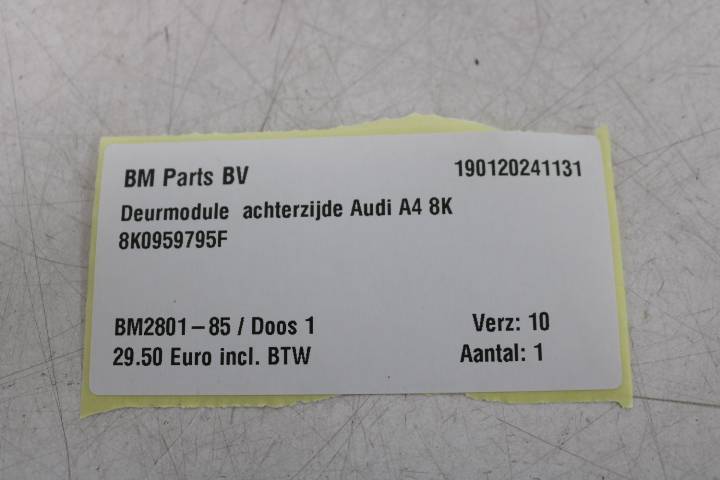 BM Parts BV 190120241131
Deurmodule achterzijde Audi A4 8K
8K0959795F
BM2801-85 / Doos 1 Verz: 10
29.50 Euro incl. BTW Aantal: 1